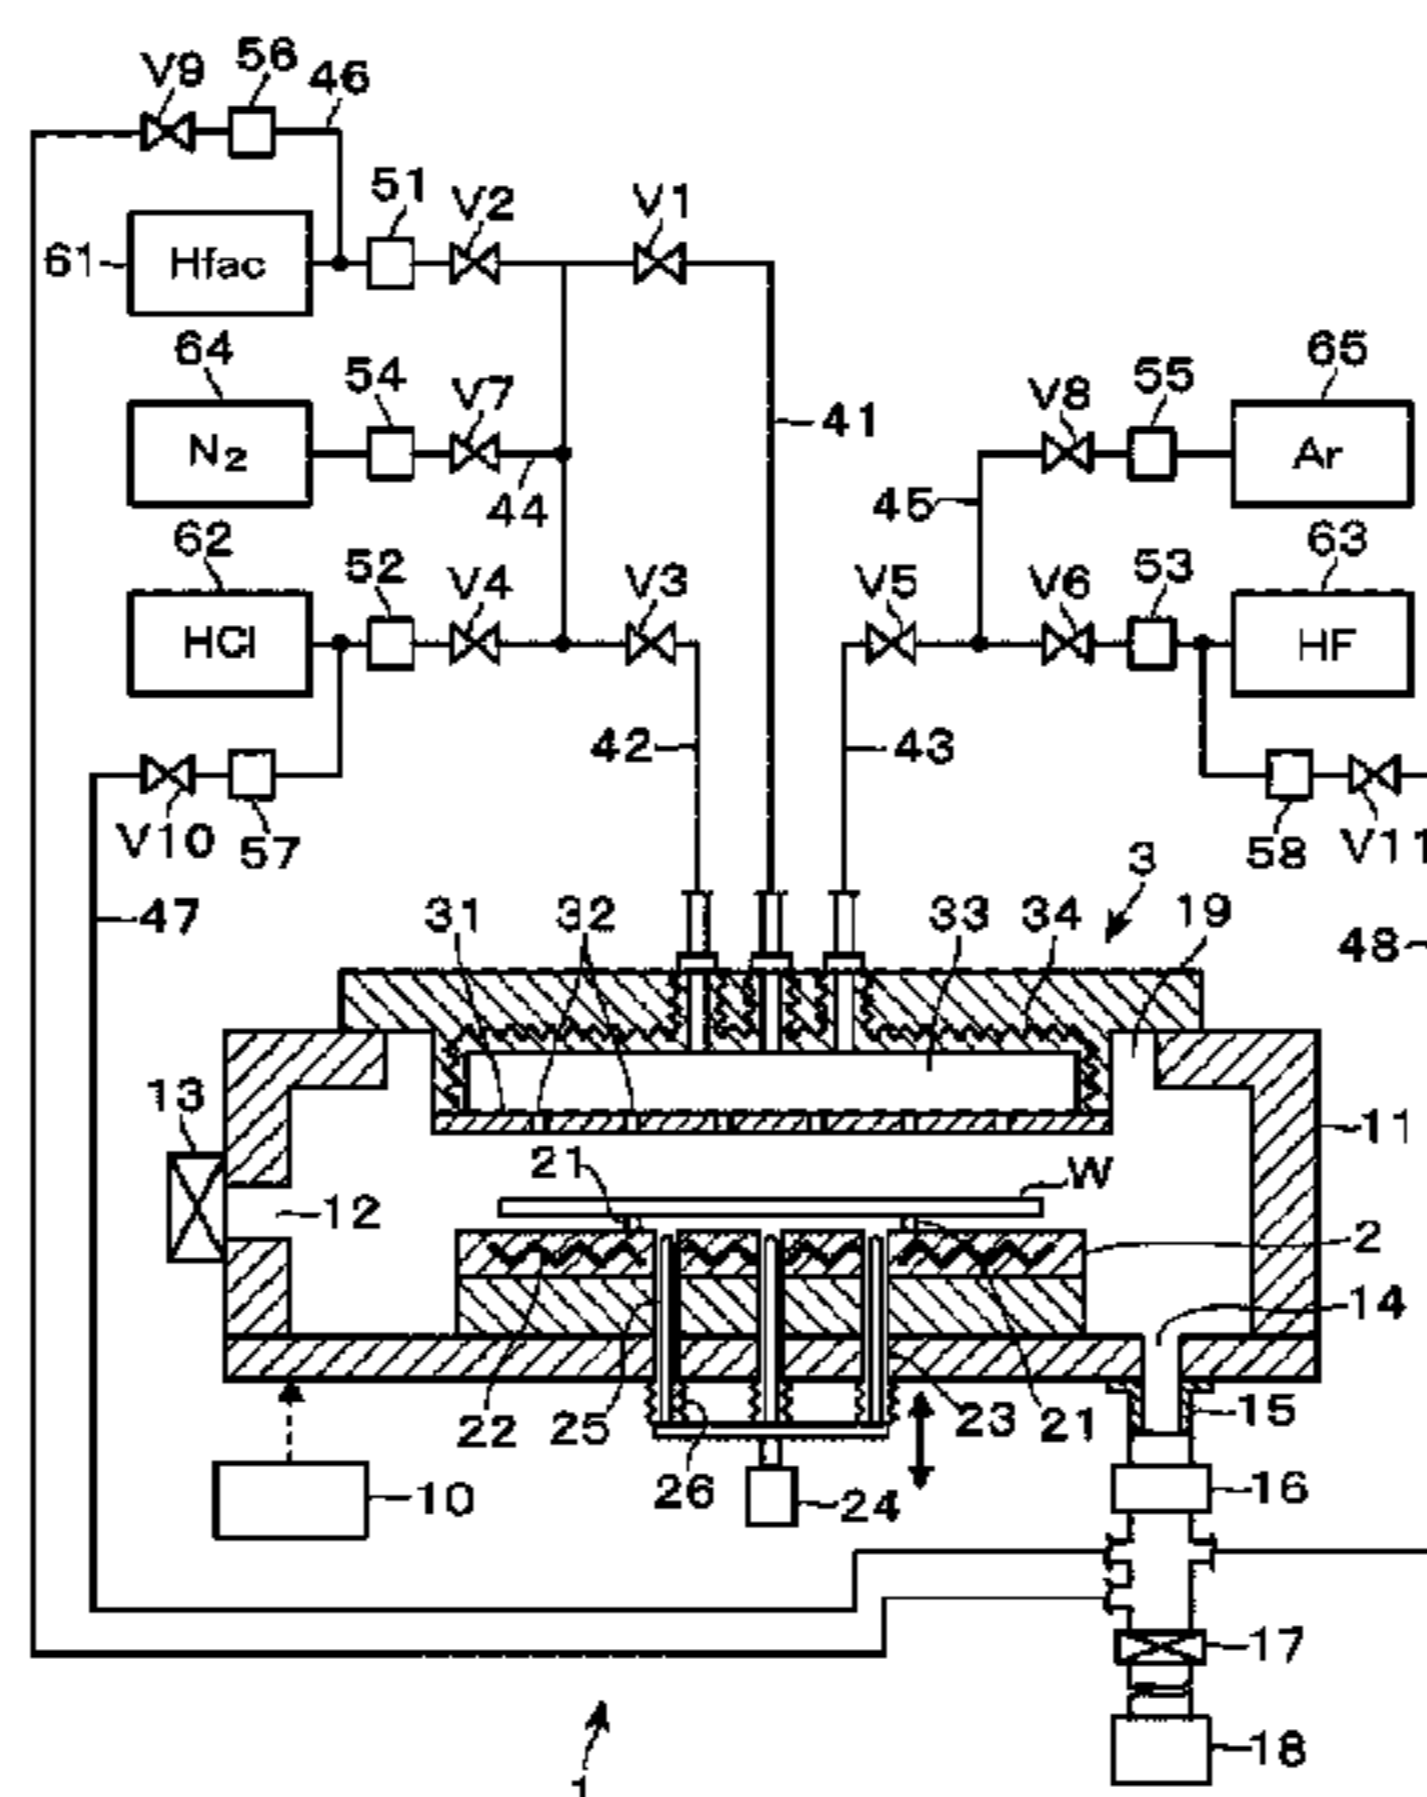 V9 56 46
51 V2 V1
61 Hfac
64 54 V7 41 V8 55 65
N2 44 45 Ar
62 52 V4 V3 V5 V6 53 63
HCl HF
42 43
V10 57 58 V11
3
47 31 32 33 34 19 48
13 11
21 W
12 2
14
22 25 23 21 15
10 26 24 16
17
18
1